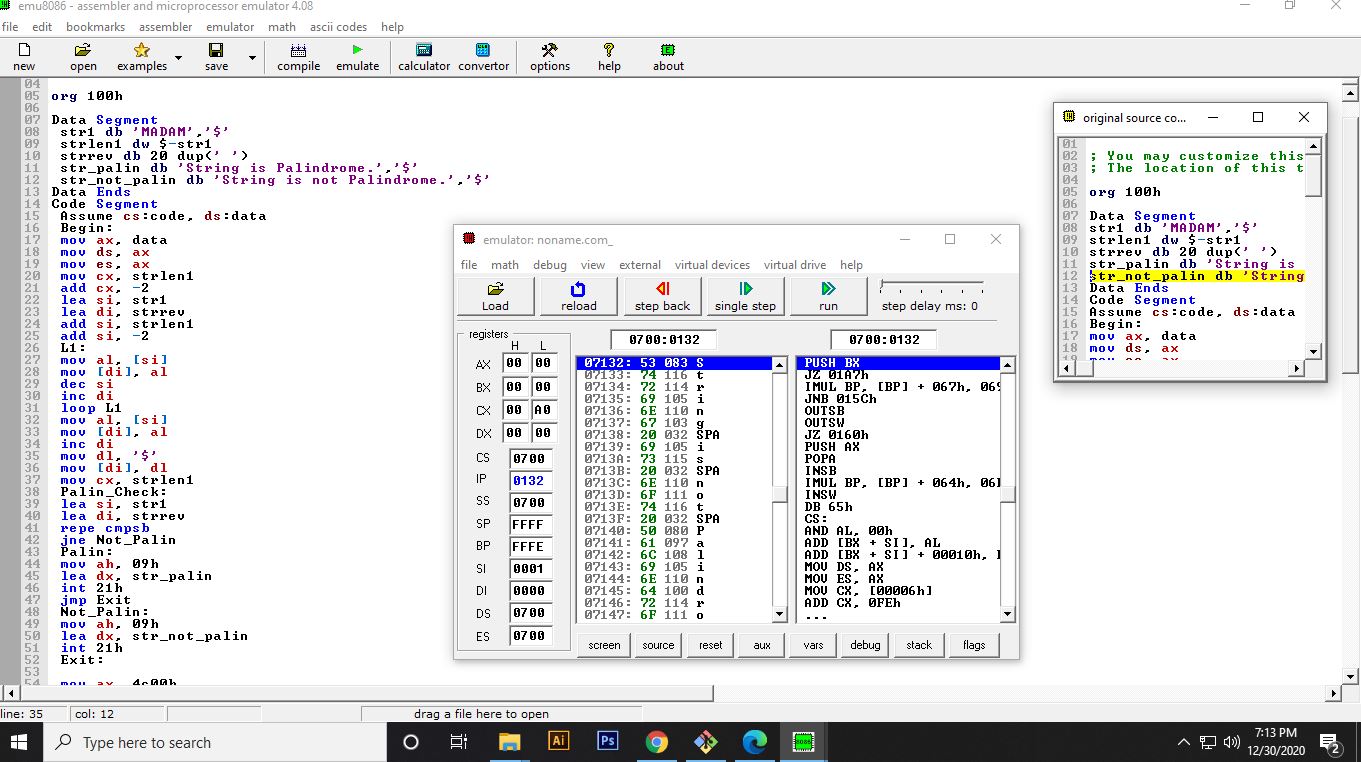 emu8086 - assembler and microprocessor emulator 4.08
file edit bookmarks assembler emulator math ascii codes help
new open examples save compile emulate calculator convertor options help about
04
05 org 100h
06
07 Data Segment
08 str1 db 'MADAM','$'
09 strlen1 dw $-str1
10 strrev db 20 dup(' ')
11 str_palin db 'String is Palindrome.','$'
12 str_not_palin db 'String is not Palindrome.','$'
13 Data Ends
14 Code Segment
15 Assume cs:code, ds:data
16 Begin:
17 mov ax, data
18 mov ds, ax
19 mov es, ax
20 mov cx, strlen1
21 add cx, -2
22 lea si, str1
23 lea di, strrev
24 add si, strlen1
25 add si, -2
26 L1:
27 mov al, [si]
28 mov [di], al
29 dec si
30 inc di
31 loop L1
32 mov al, [si]
33 mov [di], al
34 inc di
35 mov dl, '$'
36 mov [di], dl
37 mov cx, strlen1
38 Palin_Check:
39 lea si, str1
40 lea di, strrev
41 repe cmpsb
42 jne Not_Palin
43 Palin:
44 mov ah, 09h
45 lea dx, str_palin
46 int 21h
47 jmp Exit
48 Not_Palin:
49 mov ah, 09h
50 lea dx, str_not_palin
51 int 21h
52 Exit:
53
54 mov ax, 4c00h
line: 35 col: 12 drag a file here to open
emulator: noname.com_
file math debug view external virtual devices virtual drive help
Load reload step back single step run step delay ms: 0
registers
H L
AX 00 00
BX 00 00
CX 00 A0
DX 00 00
CS 0700
IP 0132
SS 0700
SP FFFF
BP FFFE
SI 0001
DI 0000
DS 0700
ES 0700
0700:0132
07132: 53 083 S
07133: 74 116 t
07134: 72 114 r
07135: 69 105 i
07136: 6E 110 n
07137: 67 103 g
07138: 20 032 SPA
07139: 69 105 i
0713A: 73 115 s
0713B: 20 032 SPA
0713C: 6E 110 n
0713D: 6F 111 o
0713E: 74 116 t
0713F: 20 032 SPA
07140: 50 080 P
07141: 61 097 a
07142: 6C 108 l
07143: 69 105 i
07144: 6E 110 n
07145: 64 100 d
07146: 72 114 r
07147: 6F 111 o
0700:0132
PUSH BX
JZ 01A7h
IMUL BP, [BP] + 067h, 069
JNB 015Ch
OUTSB
OUTSW
JZ 0160h
PUSH AX
POPA
INSB
IMUL BP, [BP] + 064h, 06
INSW
DB 65h
CS:
AND AL, 00h
ADD [BX + SI], AL
ADD [BX + SI] + 00010h,
MOV DS, AX
MOV ES, AX
MOV CX, [00006h]
ADD CX, 0FEh
...
screen source reset aux vars debug stack flags
original source co...
01
02 ; You may customize this
03 ; The location of this t
04
05 org 100h
06
07 Data Segment
08 str1 db 'MADAM','$'
09 strlen1 dw $-str1
10 strrev db 20 dup(' ')
11 str_palin db 'String is
12 str_not_palin db 'String
13 Data Ends
14 Code Segment
15 Assume cs:code, ds:data
16 Begin:
17 mov ax, data
18 mov ds, ax
Type here to search
Ai
Ps
8086
7:13 PM
12/30/2020
2